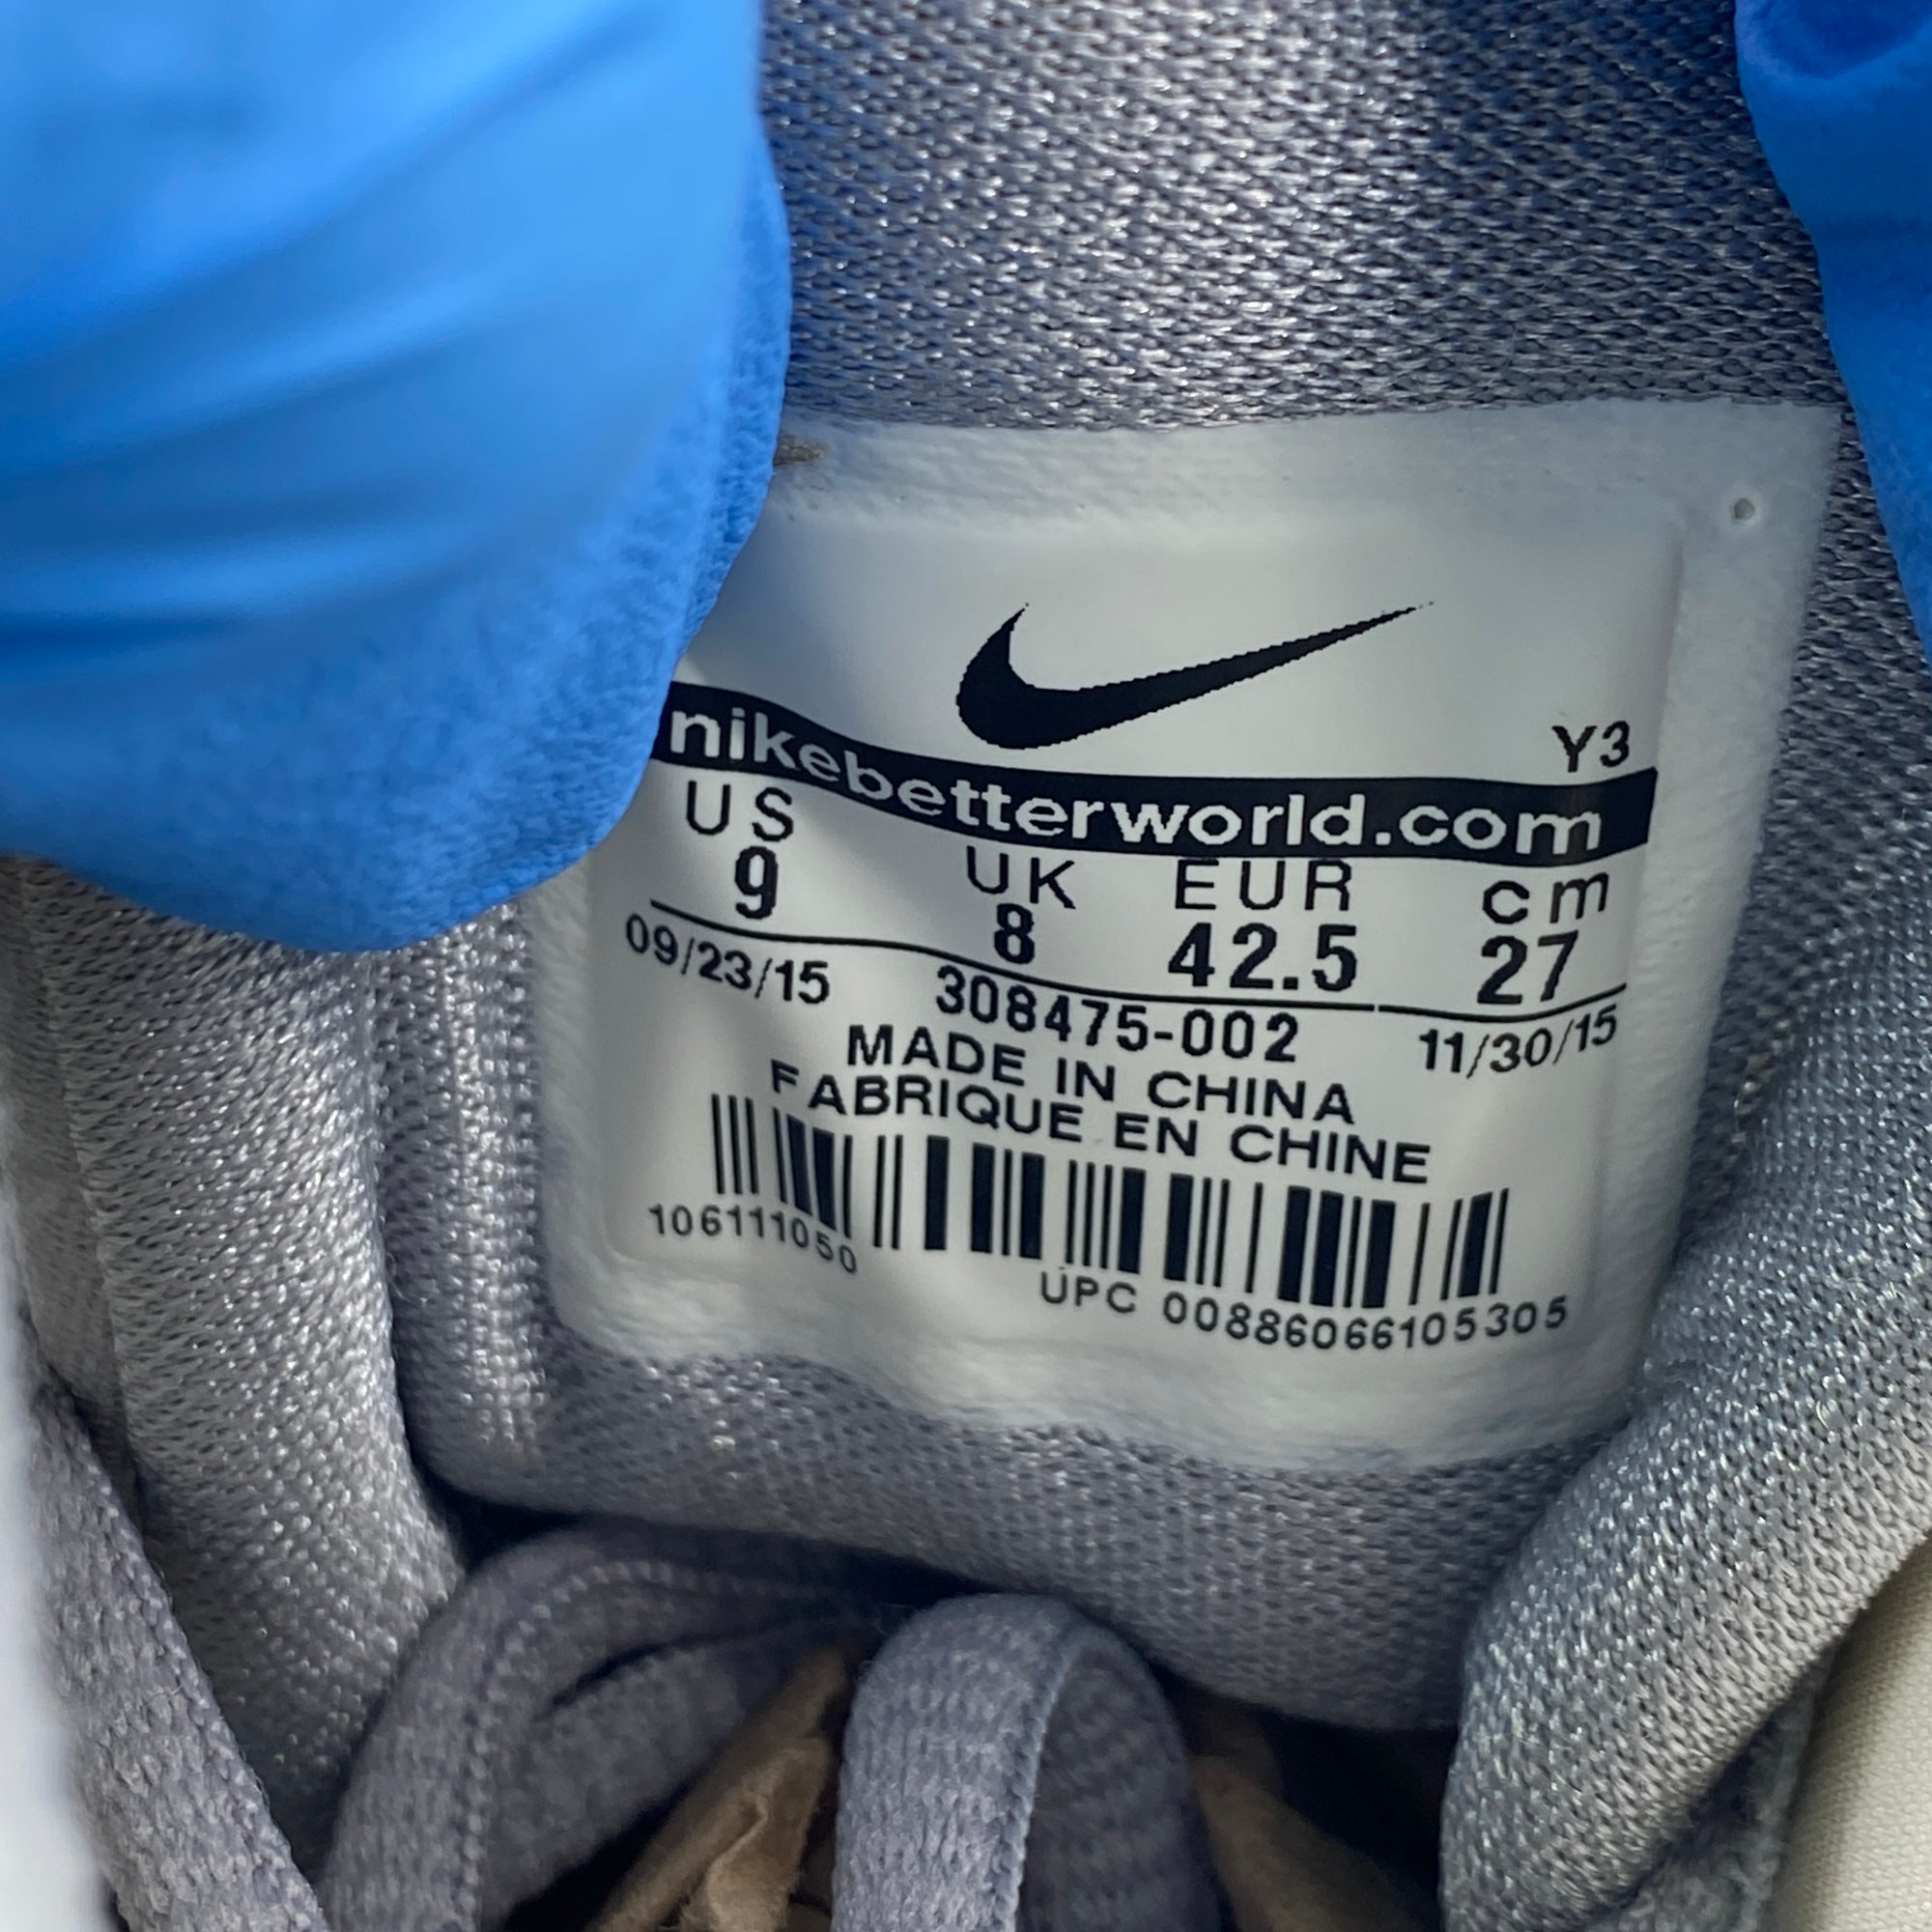 Y3
nikebetterworld.com
US UK EUR cm
9 8 42.5 27
09/23/15 308475-002 11/30/15
MADE IN CHINA
FABRIQUE EN CHINE
106111050
UPC 00886066105305